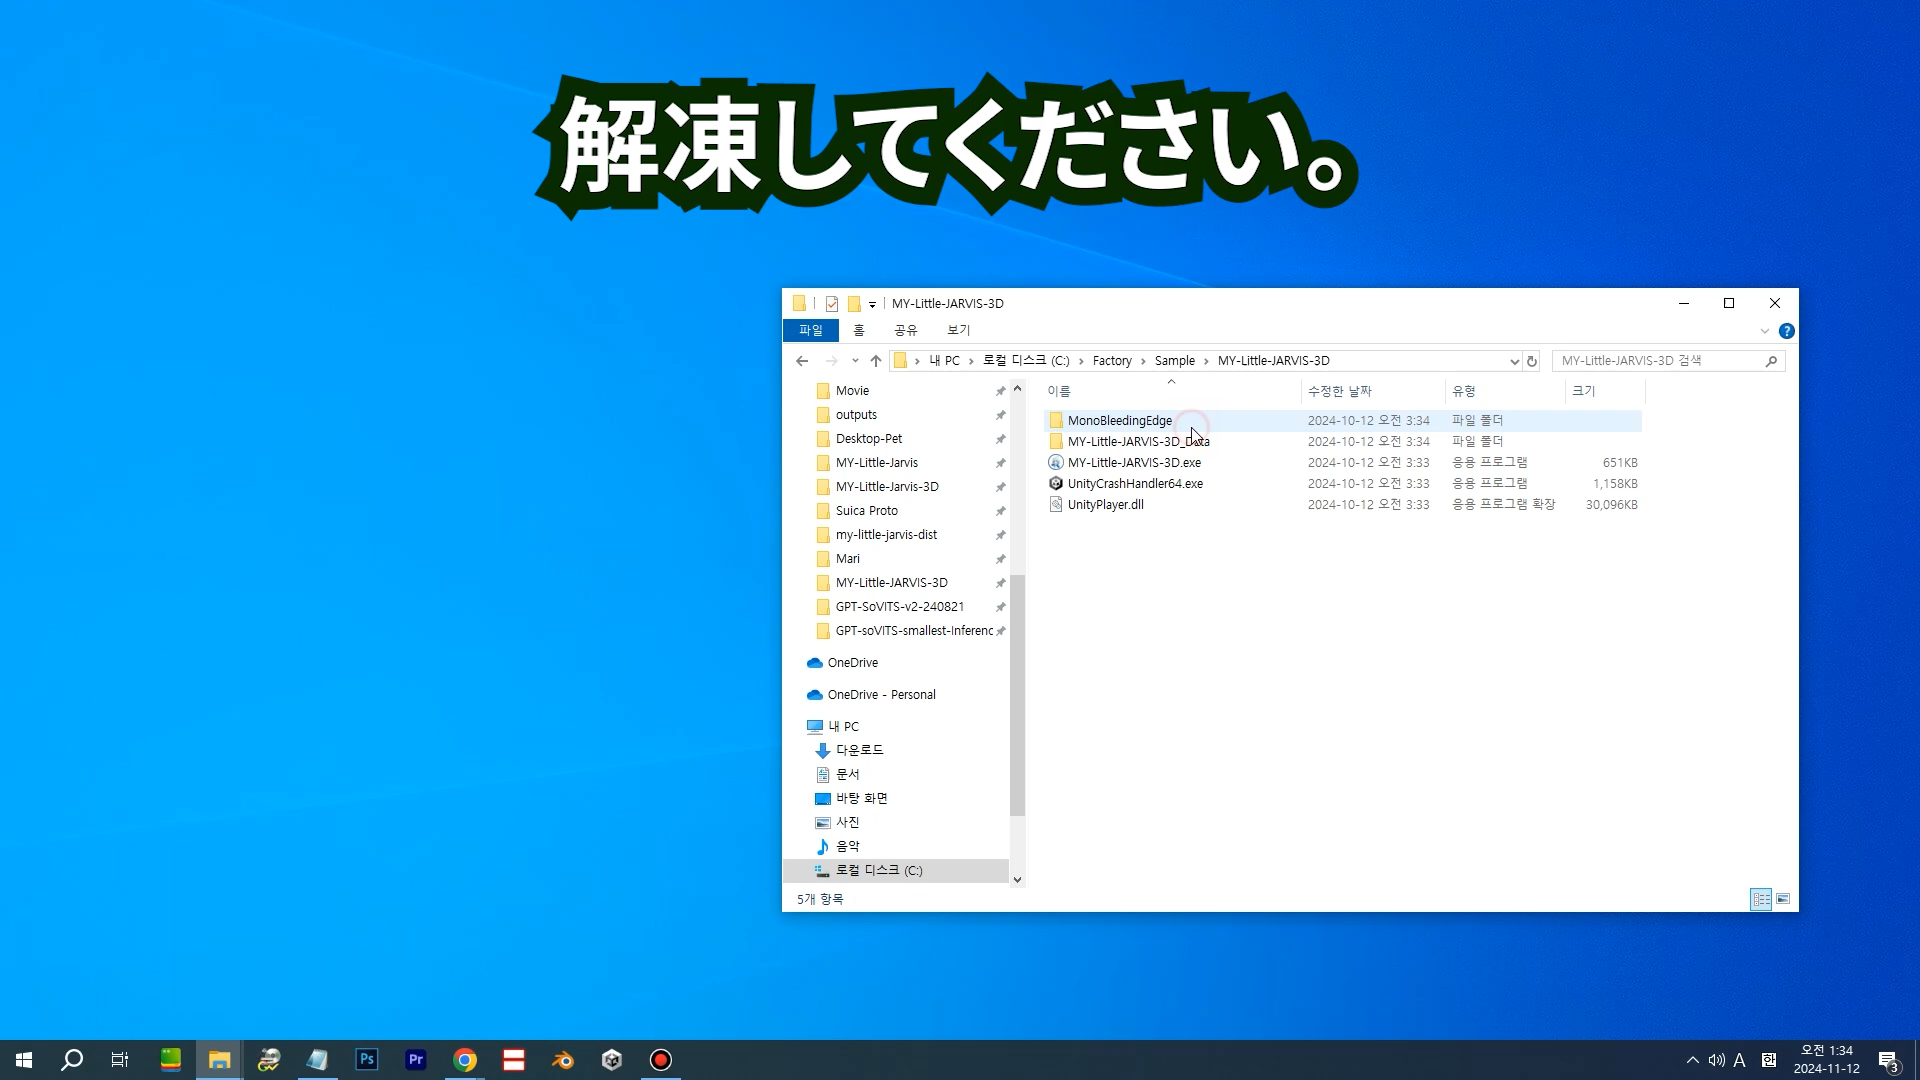 解凍してください。
MY-Little-JARVIS-3D
파일 홈 공유 보기
내 PC 로컬 디스크 (C:) Factory Sample MY-Little-JARVIS-3D
MY-Little-JARVIS-3D 검색
Movie
outputs
Desktop-Pet
MY-Little-Jarvis
MY-Little-Jarvis-3D
Suica Proto
my-little-jarvis-dist
Mari
MY-Little-JARVIS-3D
GPT-SoVITS-v2-240821
GPT-soVITS-smallest-Inferenc
OneDrive
OneDrive - Personal
내 PC
다운로드
문서
바탕 화면
사진
음악
로컬 디스크 (C:)
이름 수정한 날짜 유형 크기
MonoBleedingEdge 2024-10-12 오전 3:34 파일 폴더
MY-Little-JARVIS-3D_Data 2024-10-12 오전 3:34 파일 폴더
MY-Little-JARVIS-3D.exe 2024-10-12 오전 3:33 응용 프로그램 651KB
UnityCrashHandler64.exe 2024-10-12 오전 3:33 응용 프로그램 1,158KB
UnityPlayer.dll 2024-10-12 오전 3:33 응용 프로그램 확장 30,096KB
5개 항목
Ps Pr
A 한
오전 1:34
2024-11-12
3